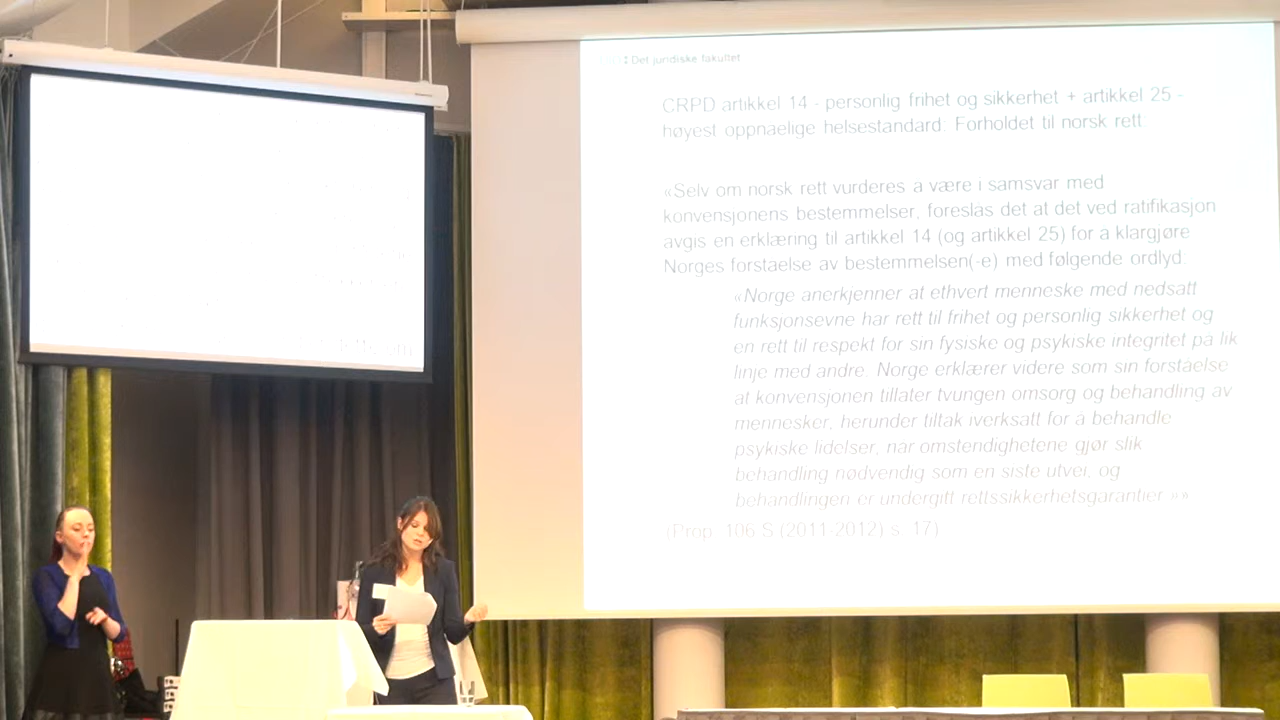 Det juridiske fakultet
CRPD artikkel 14 - personlig frihet og sikkerhet + artikkel 25 -
høyest oppnaelige helsestandard. Forholdet til norsk rett:
«Selv om norsk rett vurderes a være i samsvar med
konvensjonens bestemmelser, foreslas det at det ved ratifikasjon
avgis en erklæring til artikkel 14 (og artikkel 25) for a klargjøre
Norges forstaelse av bestemmelsen(-e) med følgende ordlyd:
«Norge anerkjenner at ethvert menneske med nedsatt
funksjonsevne har rett til frihet og personlig sikkerhet og
en rett til respekt for sin fysiske og psykiske integritet på lik
linje med andre. Norge erklærer videre som sin forstaelse
at konvensjonen tillater tvungen omsorg og behandling av
mennesker, herunder tiltak iverksatt for a behandle
psykiske lidelser, nar omstendighetene gjør slik
behandling nødvendig som en siste utvei, og
behandlingen er undergitt rettssikkerhetsgarantier.»»
(Prop. 106 S (2011-2012) s. 17)